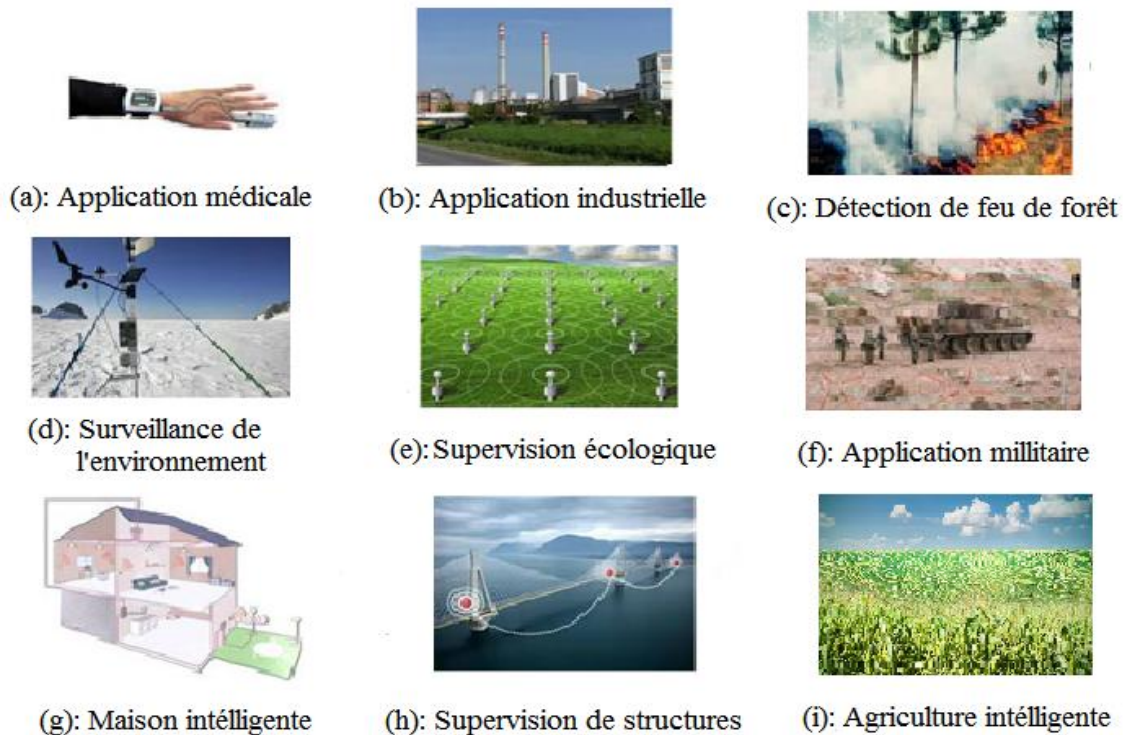 (a): Application médicale
(b): Application industrielle
(c): Détection de feu de forêt
(d): Surveillance de
l'environnement
(e): Supervision écologique
(f): Application millitaire
(g): Maison intélligente
(h): Supervision de structures
(i): Agriculture intélligente